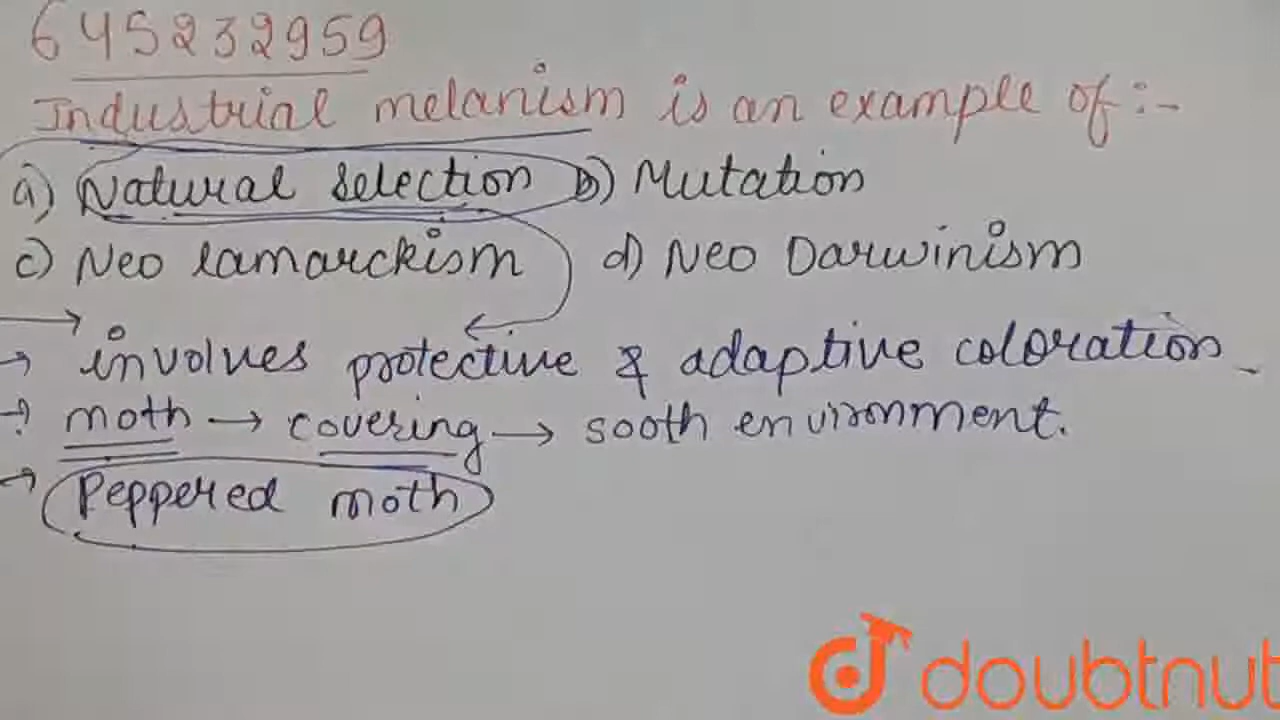 645232959
Industrial melanism is an example of :-
a) Natural selection b) Mutation
c) Neo lamarckism d) Neo Darwinism
→ involves protective & adaptive coloration.
→ moth → covering → sooth environment.
→ Peppered moth
doubtnut